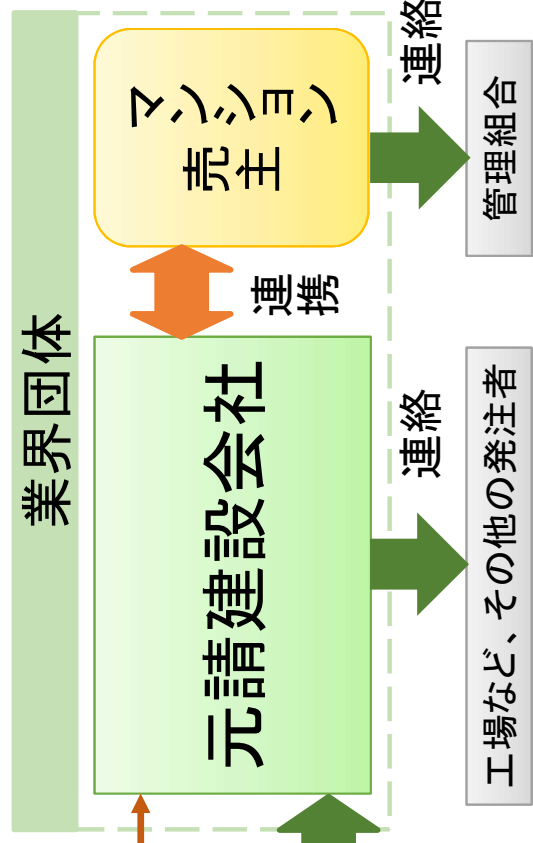 業界団体
元請建設会社
連携
マンション
売主
連絡
連絡
工場など、その他の発注者
管理組合